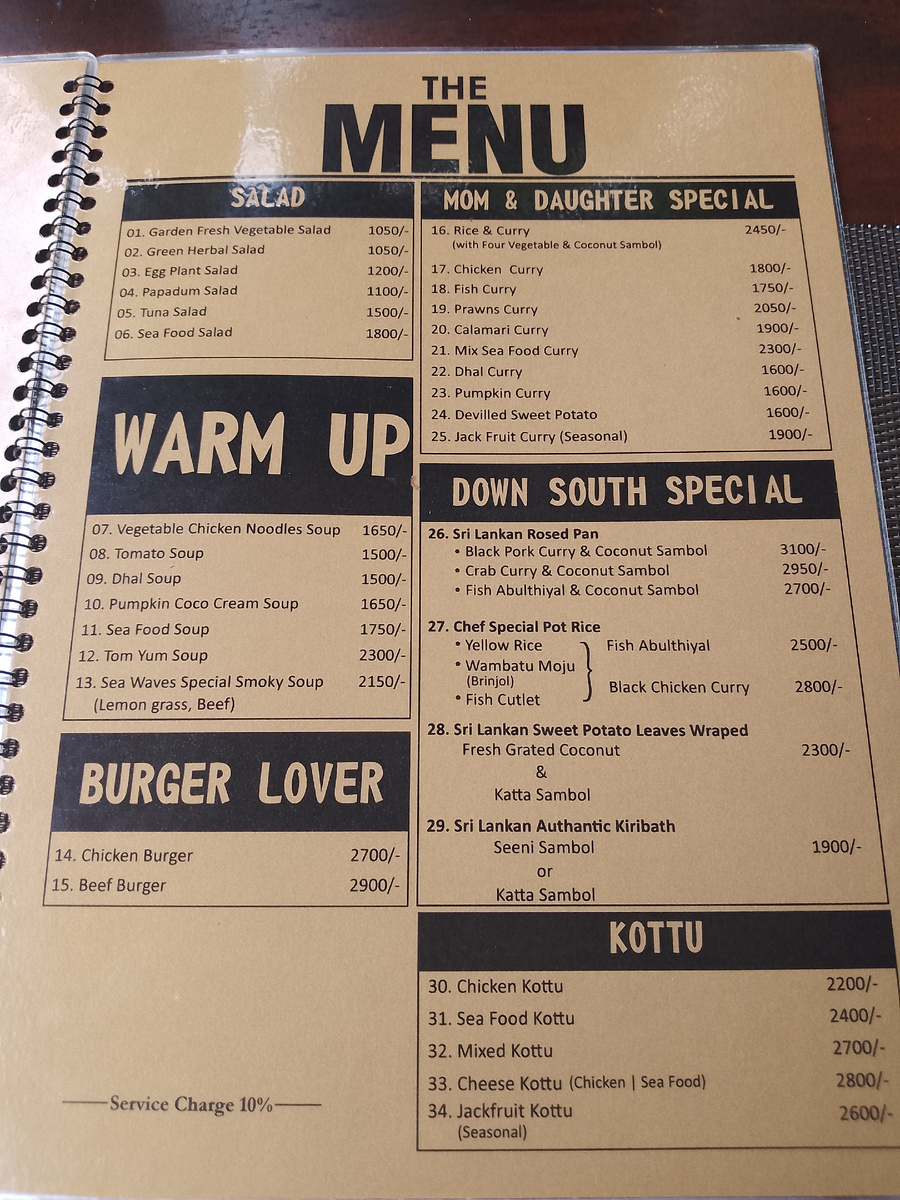 THE
MENU
SALAD
01. Garden Fresh Vegetable Salad 1050/-
02. Green Herbal Salad 1050/-
03. Egg Plant Salad 1200/-
04. Papadum Salad 1100/-
05. Tuna Salad 1500/-
06. Sea Food Salad 1800/-
WARM UP
07. Vegetable Chicken Noodles Soup 1650/-
08. Tomato Soup 1500/-
09. Dhal Soup 1500/-
10. Pumpkin Coco Cream Soup 1650/-
11. Sea Food Soup 1750/-
12. Tom Yum Soup 2300/-
13. Sea Waves Special Smoky Soup 2150/-
(Lemon grass, Beef)
BURGER LOVER
14. Chicken Burger 2700/-
15. Beef Burger 2900/-
Service Charge 10%
MOM & DAUGHTER SPECIAL
16. Rice & Curry 2450/-
(with Four Vegetable & Coconut Sambol)
17. Chicken Curry 1800/-
18. Fish Curry 1750/-
19. Prawns Curry 2050/-
20. Calamari Curry 1900/-
21. Mix Sea Food Curry 2300/-
22. Dhal Curry 1600/-
23. Pumpkin Curry 1600/-
24. Devilled Sweet Potato 1600/-
25. Jack Fruit Curry (Seasonal) 1900/-
DOWN SOUTH SPECIAL
26. Sri Lankan Rosed Pan
• Black Pork Curry & Coconut Sambol 3100/-
• Crab Curry & Coconut Sambol 2950/-
• Fish Abulthiyal & Coconut Sambol 2700/-
27. Chef Special Pot Rice
• Yellow Rice Fish Abulthiyal 2500/-
• Wambatu Moju
(Brinjol) Black Chicken Curry 2800/-
• Fish Cutlet
28. Sri Lankan Sweet Potato Leaves Wraped
Fresh Grated Coconut 2300/-
&
Katta Sambol
29. Sri Lankan Authantic Kiribath
Seeni Sambol 1900/-
or
Katta Sambol
KOTTU
30. Chicken Kottu 2200/-
31. Sea Food Kottu 2400/-
32. Mixed Kottu 2700/-
33. Cheese Kottu (Chicken | Sea Food) 2800/-
34. Jackfruit Kottu 2600/-
(Seasonal)